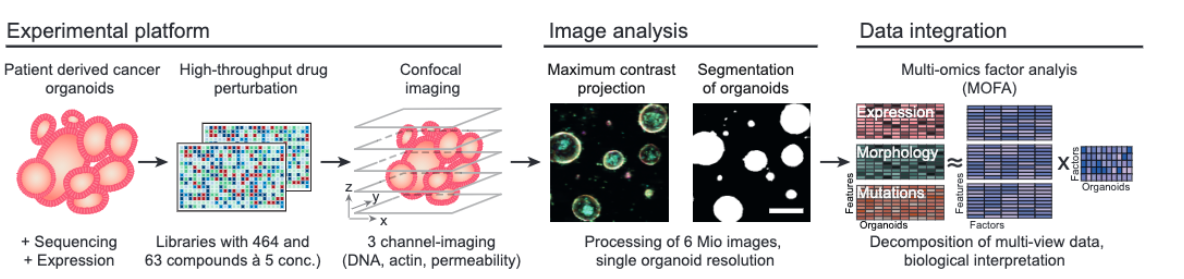 Experimental platform
Image analysis
Data integration
Patient derived cancer
organoids
High-throughput drug
perturbation
Confocal
imaging
Maximum contrast
projection
Segmentation
of organoids
Multi-omics factor analyis
(MOFA)
Expression
Morphology
Mutations
Features
Organoids
≈
Features
Factors
x
Factors
Organoids
z
y
x
+ Sequencing
+ Expression
Libraries with 464 and
63 compounds à 5 conc.)
3 channel-imaging
(DNA, actin, permeability)
Processing of 6 Mio images,
single organoid resolution
Decomposition of multi-view data,
biological interpretation